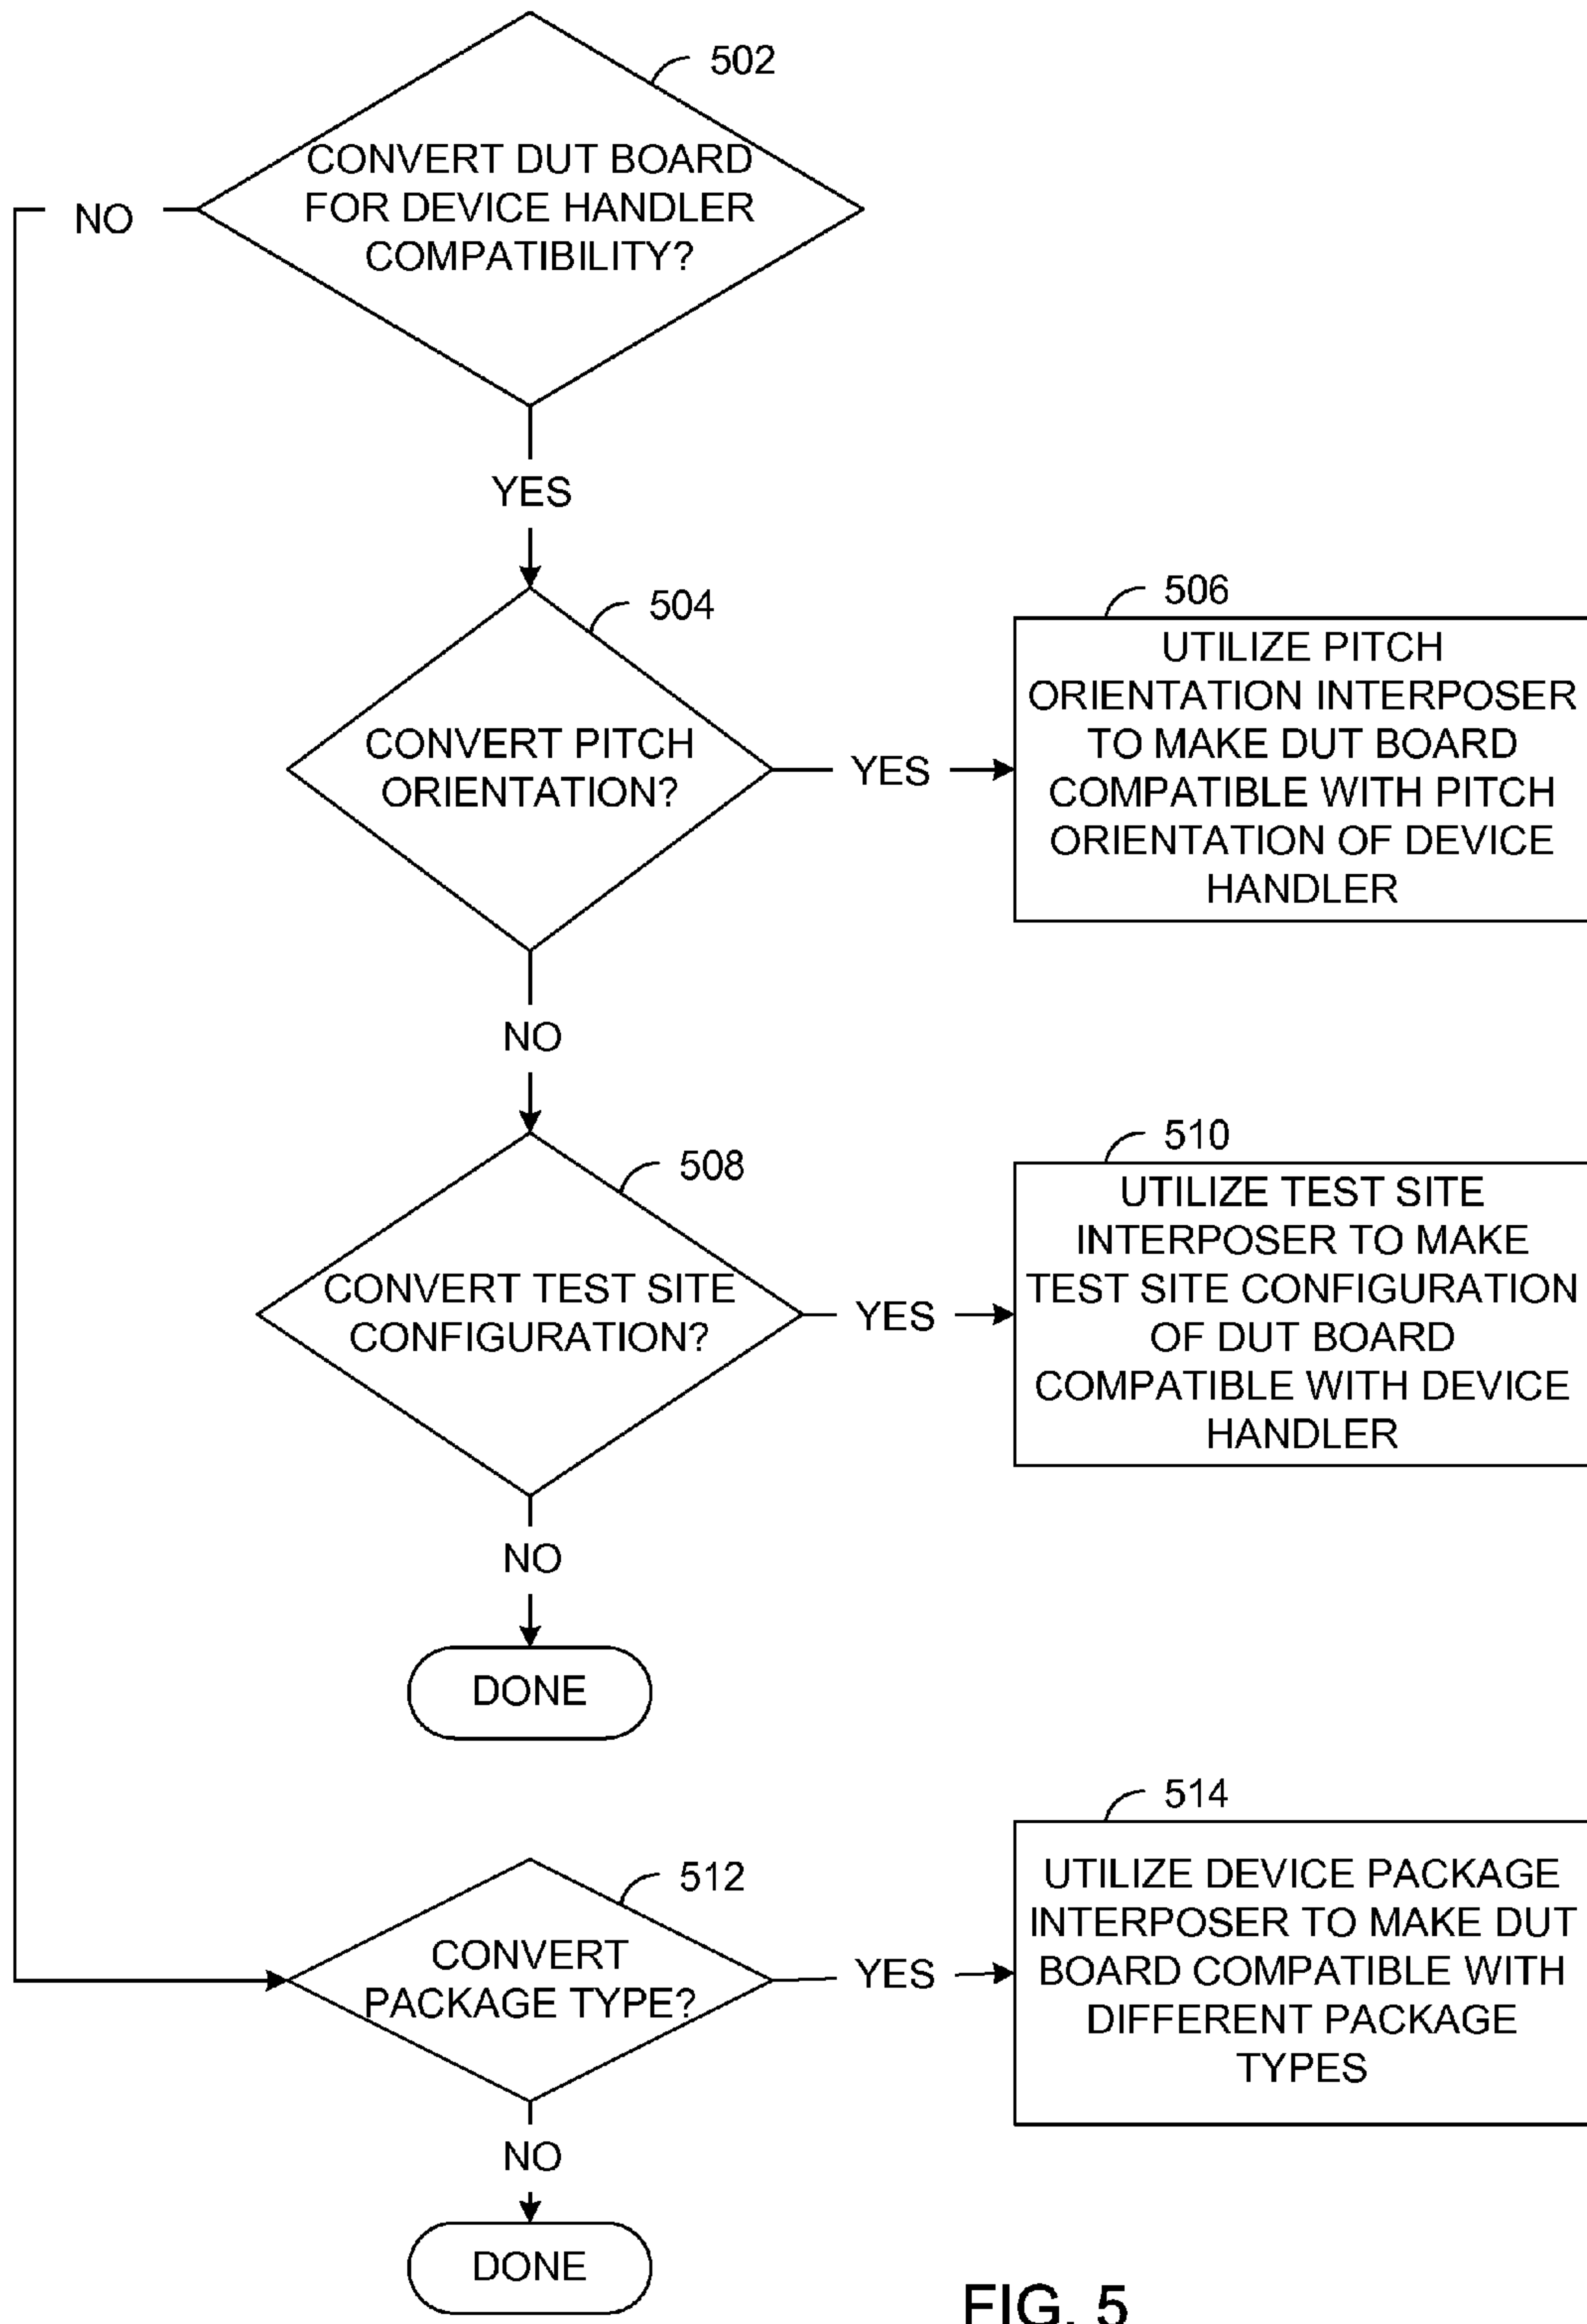 502
CONVERT DUT BOARD
FOR DEVICE HANDLER
COMPATIBILITY?
NO
YES
504
CONVERT PITCH
ORIENTATION?
YES
506
UTILIZE PITCH
ORIENTATION INTERPOSER
TO MAKE DUT BOARD
COMPATIBLE WITH PITCH
ORIENTATION OF DEVICE
HANDLER
NO
508
CONVERT TEST SITE
CONFIGURATION?
YES
510
UTILIZE TEST SITE
INTERPOSER TO MAKE
TEST SITE CONFIGURATION
OF DUT BOARD
COMPATIBLE WITH DEVICE
HANDLER
NO
DONE
512
CONVERT
PACKAGE TYPE?
YES
514
UTILIZE DEVICE PACKAGE
INTERPOSER TO MAKE DUT
BOARD COMPATIBLE WITH
DIFFERENT PACKAGE
TYPES
NO
DONE
FIG. 5